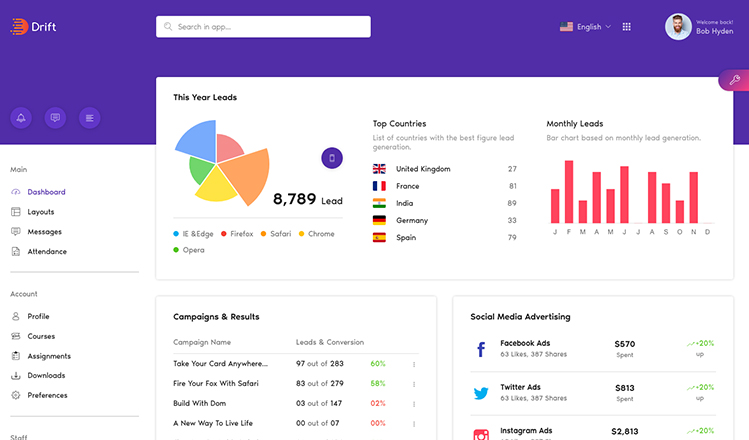 Drift
Search in app...
English
Welcome back!
Bob Hyden
Main
Dashboard
Layouts
Messages
Attendance
Account
Profile
Courses
Assignments
Downloads
Preferences
Staff
This Year Leads
8,789 Lead
IE &Edge Firefox Safari Chrome
Opera
Top Countries
List of countries with the best figure lead
generation.
United Kingdom 27
France 81
India 89
Germany 33
Spain 79
Monthly Leads
Bar chart based on monthly lead generation.
J F M A M J J A S O N D
Campaigns & Results
Campaign Name Leads & Conversion
Take Your Card Anywhere... 97 out of 283 60%
Fire Your Fox With Safari 83 out of 279 58%
Build With Dom 03 out of 147 02%
A New Way To Live Life 00 out of 07 00%
Social Media Advertising
Facebook Ads $570 +20%
63 Likes, 387 Shares Spent up
Twitter Ads $813 +20%
63 Likes, 387 Shares Spent up
Instagram Ads $2,813 +20%